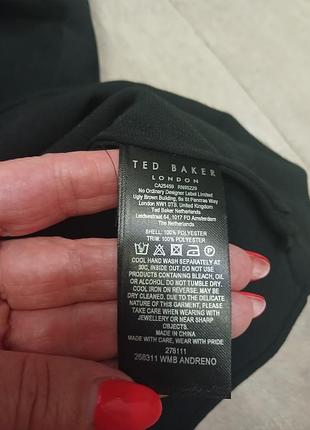 TED BAKER
LONDON
CA25459 RN95229
No Ordinary Designer Label Limited
Ugly Brown Building, 6a St Pancras Way
London NW1 0TB, United Kingdom
Ted Baker Netherlands
Leidsestraat 64, 1017 FO Amsterdam
The Netherlands
SHELL: 100% POLYESTER
TRIM: 100% POLYESTER
COOL HAND WASH SEPARATELY AT
30C, INSIDE OUT. DO NOT USE
PRODUCTS CONTAINING BLEACH, OIL
OR ALCOHOL. DO NOT TUMBLE DRY.
COOL IRON ON REVERSE. MAY BE
DRY CLEANED. DUE TO THE DELICATE
NATURE OF THIS GARMENT, PLEASE
TAKE CARE WHEN WEARING WITH
JEWELLERY OR NEAR SHARP
OBJECTS.
MADE IN CHINA
MADE WITH CARE, WEAR WITH PRIDE
278111
268311 WMB ANDRENO